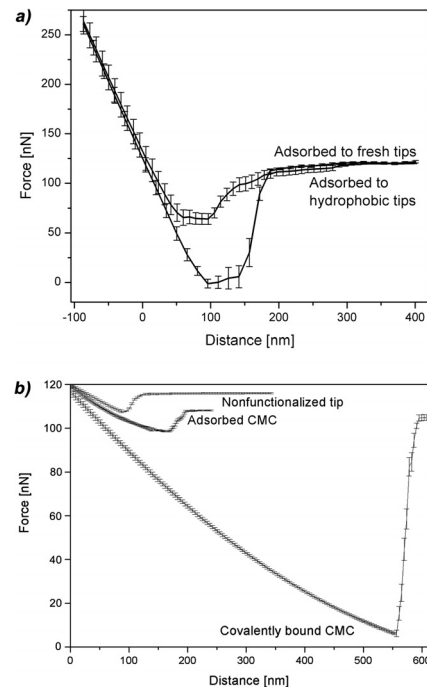 a)
250
200
150
100
50
0
Force [nN]
Adsorbed to fresh tips
Adsorbed to
hydrophobic tips
-100
0
100
200
300
400
Distance [nm]
b)
120
100
80
60
40
20
0
Force [nN]
Nonfunctionalized tip
Adsorbed CMC
Covalently bound CMC
0
100
200
300
400
500
600
Distance [nm]